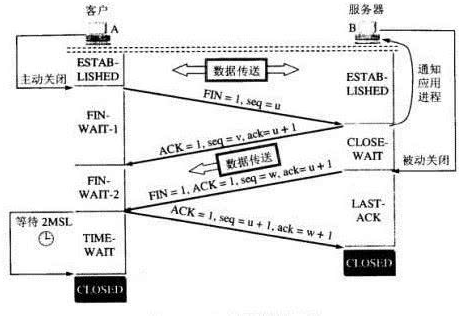 客户
服务器
A
B
ESTAB-
LISHED
主动关闭
数据传送
ESTAB-
LISHED
通知
应用
进程
FIN = 1, seq = u
FIN-
WAIT-1
ACK = 1, seq = v, ack= u + 1
CLOSE-
WAIT
数据传送
被动关闭
FIN = 1, ACK = 1, seq = w, ack= u + 1
FIN-
WAIT-2
ACK = 1, seq = u + 1, ack = w + 1
LAST-
ACK
等待 2MSL
TIME-
WAIT
CLOSED
CLOSED